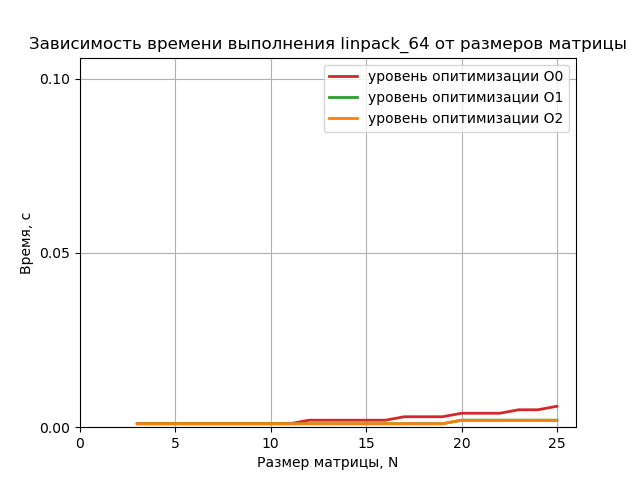 Зависимость времени выполнения linpack_64 от размеров матрицы
уровень опитимизации O0
уровень опитимизации O1
уровень опитимизации O2
Время, с
0.10
0.05
0.00
0 5 10 15 20 25
Размер матрицы, N